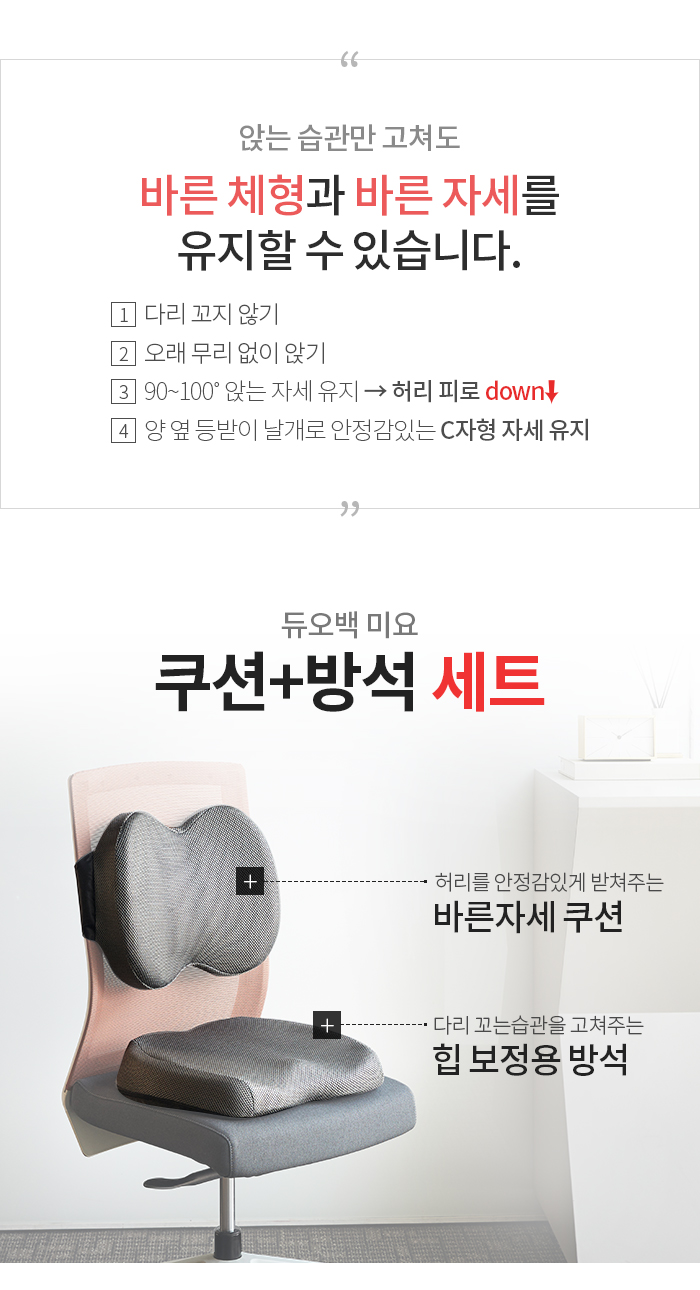 “
앉는 습관만 고쳐도
바른 체형과 바른 자세를
유지할 수 있습니다.
1 다리 꼬지 않기
2 오래 무리 없이 앉기
3 90~100˚ 앉는 자세 유지 → 허리 피로 down⬇
4 양 옆 등받이 날개로 안정감있는 C자형 자세 유지
”
듀오백 미요
쿠션+방석 세트
허리를 안정감있게 받쳐주는
바른자세 쿠션
다리 꼬는습관을 고쳐주는
힙 보정용 방석